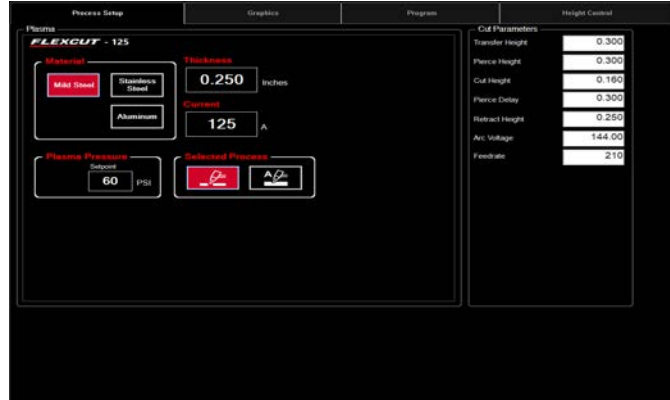 Process Setup
Graphics
Program
Height Control
Plasma
FLEXCUT - 125
Material
Mild Steel
Stainless
Steel
Aluminum
Thickness
0.250 Inches
Current
125 A
Plasma Pressure
Setpoint
60 PSI
Selected Process
A
Cut Parameters
Transfer Height 0.300
Pierce Height 0.300
Cut Height 0.160
Pierce Delay 0.300
Retract Height 0.250
Arc Voltage 144.00
Feedrate 210